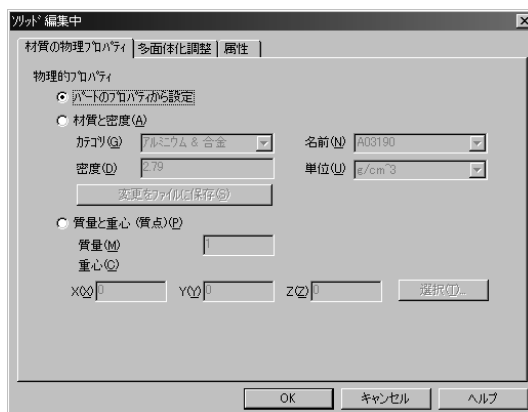 ｿﾘｯﾄﾞ編集中
材質の物理ﾌﾟﾛﾊﾟﾃｨ 多面体化調整 属性
物理的ﾌﾟﾛﾊﾟﾃｨ
ﾊﾟｰﾄのﾌﾟﾛﾊﾟﾃｨから設定
材質と密度(A)
ｶﾃｺﾞﾘ(G) ｱﾙﾐﾆｳﾑ & 合金 名前(N) A03190
密度(D) 2.79 単位(U) g/cm^3
変更をﾌｧｲﾙに保存(S)
質量と重心 (質点)(P)
質量(M) 1
重心(C)
X(X) 0 Y(Y) 0 Z(Z) 0 選択(T)...
OK ｷｬﾝｾﾙ ﾍﾙﾌﾟ